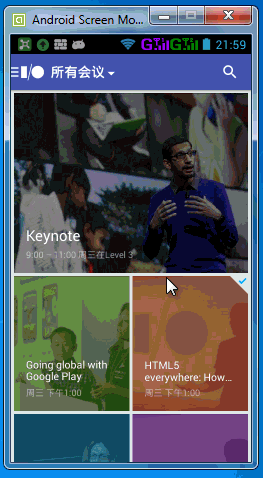 Android Screen Mo...
21:59
I/O 所有会议
Keynote
9:00 – 11:00 周三在Level 3
Going global with
Google Play
周三 下午1:00
HTML5
everywhere: How...
周三 下午1:00